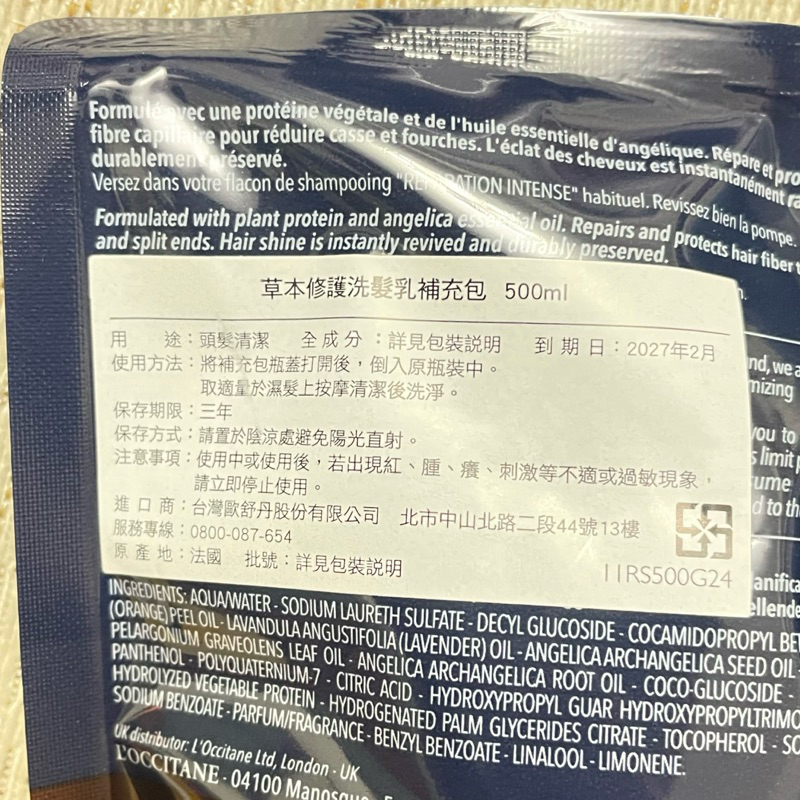 Formulé avec une protéine végétale et de l'huile essentielle d'angélique. Répare et
fibre capillaire pour réduire casse et fourches. L'éclat des cheveux est instantanément
durablement préservé.
Versez dans votre flacon de shampooing "RÉPARATION INTENSE" habituel. Revissez bien la pompe.
Formulated with plant protein and angelica essential oil. Repairs and protects hair fiber
and split ends. Hair shine is instantly revived and durably preserved.
草本修護洗髮乳補充包 500ml
用 途：頭髮清潔 全成分：詳見包裝説明 到期日：2027年2月
使用方法：將補充包瓶蓋打開後，倒入原瓶裝中。
取適量於濕髮上按摩清潔後洗淨。
保存期限：三年
保存方式：請置於陰涼處避免陽光直射。
注意事項：使用中或使用後，若出現紅、腫、癢、刺激等不適或過敏現象，
請立即停止使用。
進口商：台灣歐舒丹股份有限公司 北市中山北路二段44號13樓
服務專線：0800-087-654
原產地：法國 批號：詳見包裝説明
11RS500G24
nd, we
you to
limit
d to
INGREDIENTS: AQUA/WATER - SODIUM LAURETH SULFATE - DECYL GLUCOSIDE - COCAMIDOPROPYL
(ORANGE) PEEL OIL - LAVANDULA ANGUSTIFOLIA (LAVENDER) OIL - ANGELICA ARCHANGELICA SEED OIL -
PELARGONIUM GRAVEOLENS LEAF OIL - ANGELICA ARCHANGELICA ROOT OIL - COCO-GLUCOSIDE -
PANTHENOL - POLYQUATERNIUM-7 - CITRIC ACID - HYDROXYPROPYL GUAR HYDROXYPROPYLTRIMO
HYDROLYZED VEGETABLE PROTEIN - HYDROGENATED PALM GLYCERIDES CITRATE - TOCOPHEROL -
SODIUM BENZOATE - PARFUM/FRAGRANCE - BENZYL BENZOATE - LINALOOL - LIMONENE.
UK distributor: L'Occitane Ltd, London - UK
L'OCCITANE - 04100 Manosque